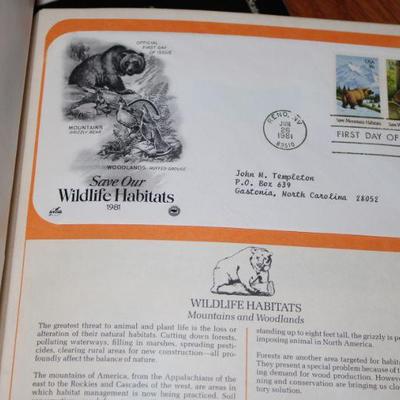 OFFICIAL
FIRST DAY
OF ISSUE
MOUNTAINS
GRIZZLY BEAR
WOODLANDS-RUFFED GROUSE
Save Our
Wildlife Habitats
1981
USA
Save Mountain Habitats
Save
RENO, NV
JUN
26
1981
89510
FIRST DAY OF
John M. Templeton
P.O. Box 639
Gastonia, North Carolina 28052
WILDLIFE HABITATS
Mountains and Woodlands
The greatest threat to animal and plant life is the loss or
alteration of their natural habitats. Cutting down forests,
polluting waterways, filling in marshes, spreading pesti-
cides, clearing rural areas for new construction—all pro-
foundly affect the balance of nature.
The mountains of America, from the Appalachians of the
east to the Rockies and Cascades of the west, are areas in
which habitat management is now being practiced. Soil
standing up to eight feet tall, the grizzly is pe
imposing animal in North America.
Forests are another area targeted for habita
They present a special problem because of t
ing demand for wood production. However
ning and conservation are bringing us clos
tory